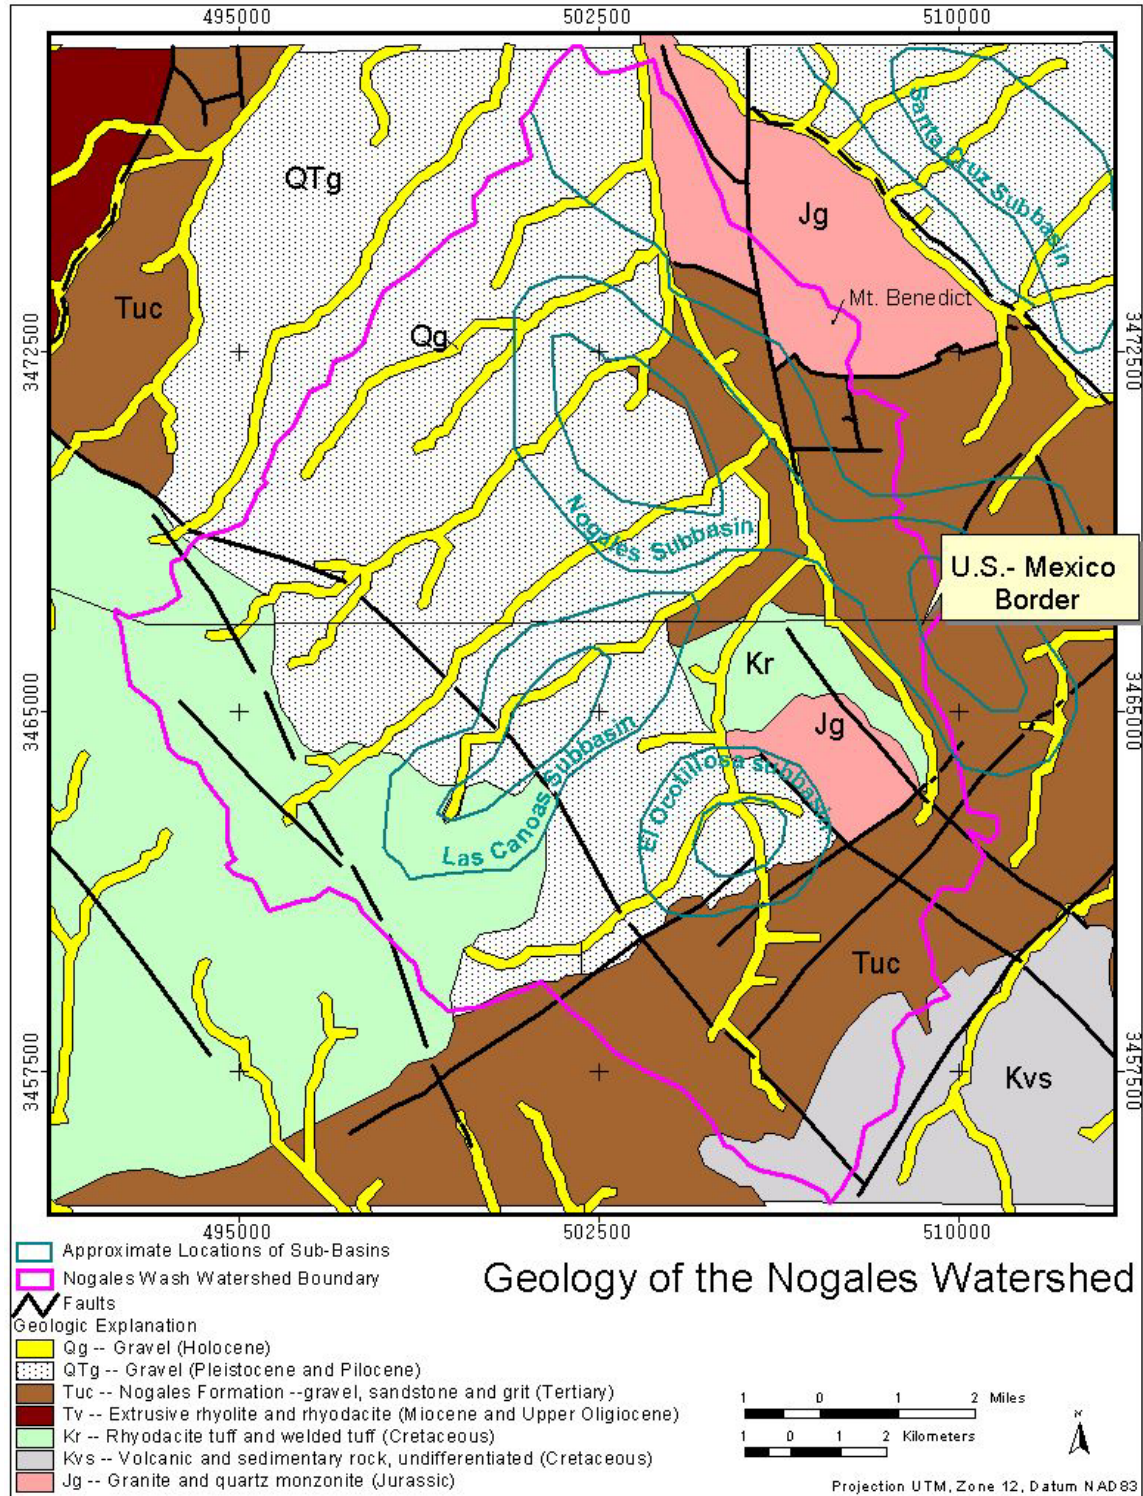 495000 502500 510000
Santa Cruz Subbasin
QTg
Jg
Mt. Benedict
Tuc
Qg
3472500 3472500
Nogales Subbasin
U.S.- Mexico
Border
Kr
3465000 3465000
Jg
Las Canoas Subbasin
El Ocotillosa subbasin
Tuc
Kvs
3457500 3457500
495000 502500 510000
Approximate Locations of Sub-Basins
Nogales Wash Watershed Boundary
Faults
Geology of the Nogales Watershed
Geologic Explanation
Qg -- Gravel (Holocene)
QTg -- Gravel (Pleistocene and Pilocene)
Tuc -- Nogales Formation --gravel, sandstone and grit (Tertiary)
Tv -- Extrusive rhyolite and rhyodacite (Miocene and Upper Oligiocene)
Kr -- Rhyodacite tuff and welded tuff (Cretaceous)
Kvs -- Volcanic and sedimentary rock, undifferentiated (Cretaceous)
Jg -- Granite and quartz monzonite (Jurassic)
1 0 1 2 Miles
1 0 1 2 Kilometers
N
Projection UTM, Zone 12, Datum NAD83